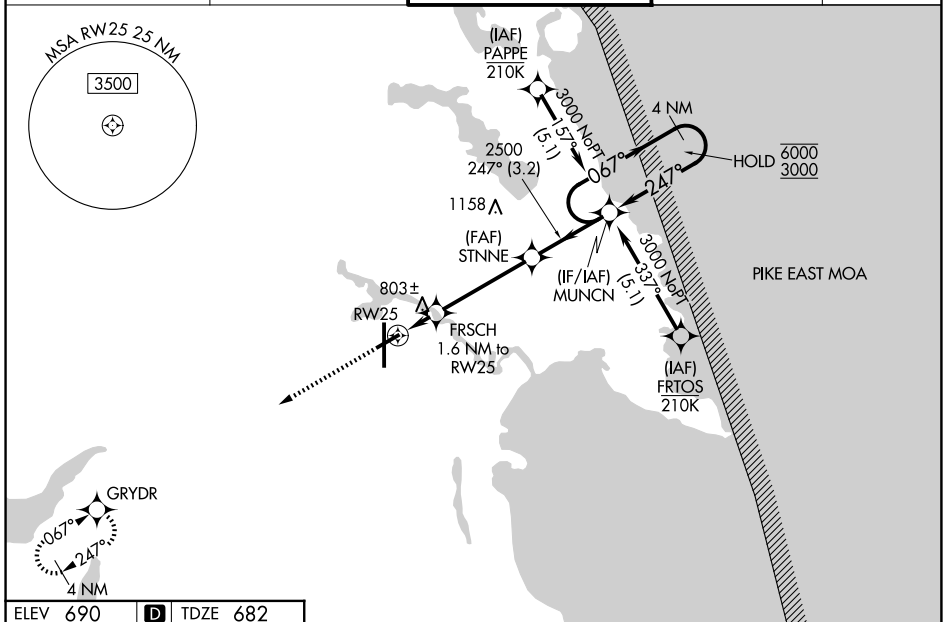 MSA RW25 25 NM
3500
(IAF)
PAPPE
210K
3000 NoPT
157°
(5.1)
4 NM
2500
247° (3.2)
067°
247°
HOLD 6000
3000
1158
(FAF)
STNNE
(IF/IAF)
MUNCN
3000 NoPT
337°
(5.1)
PIKE EAST MOA
803±
RW25
FRSCH
1.6 NM to
RW25
(IAF)
FRTOS
210K
GRYDR
067°
247°
4 NM
ELEV 690 D TDZE 682